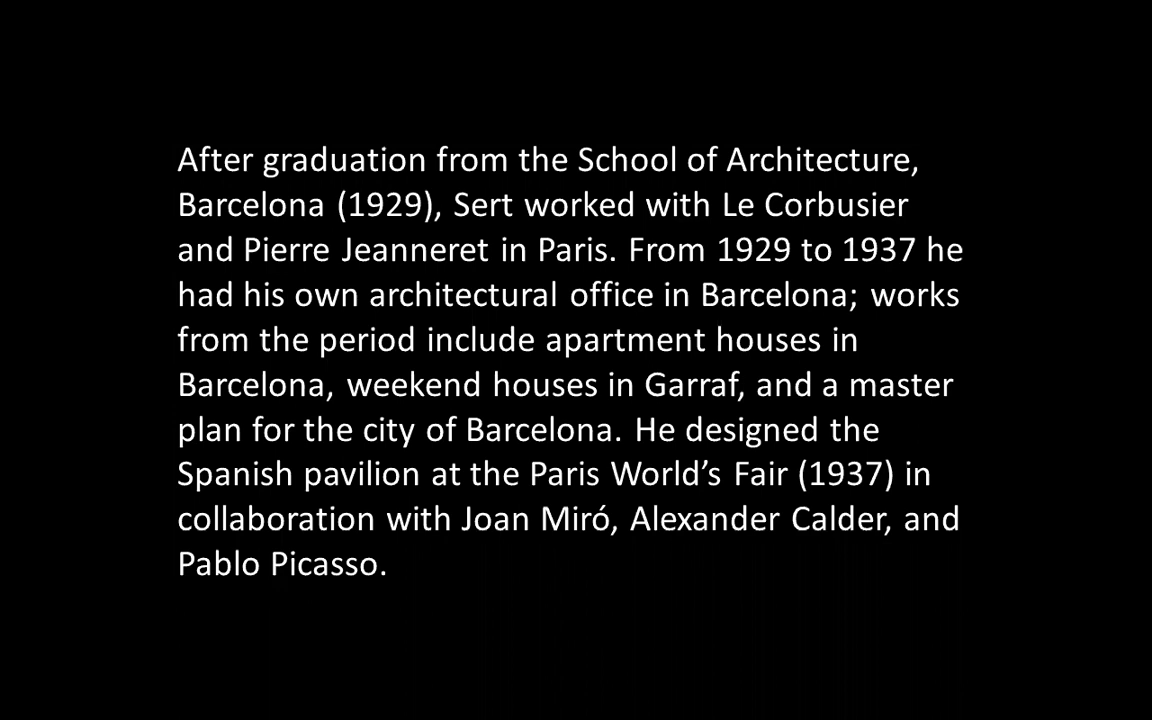 After graduation from the School of Architecture,
Barcelona (1929), Sert worked with Le Corbusier
and Pierre Jeanneret in Paris. From 1929 to 1937 he
had his own architectural office in Barcelona; works
from the period include apartment houses in
Barcelona, weekend houses in Garraf, and a master
plan for the city of Barcelona. He designed the
Spanish pavilion at the Paris World’s Fair (1937) in
collaboration with Joan Miró, Alexander Calder, and
Pablo Picasso.